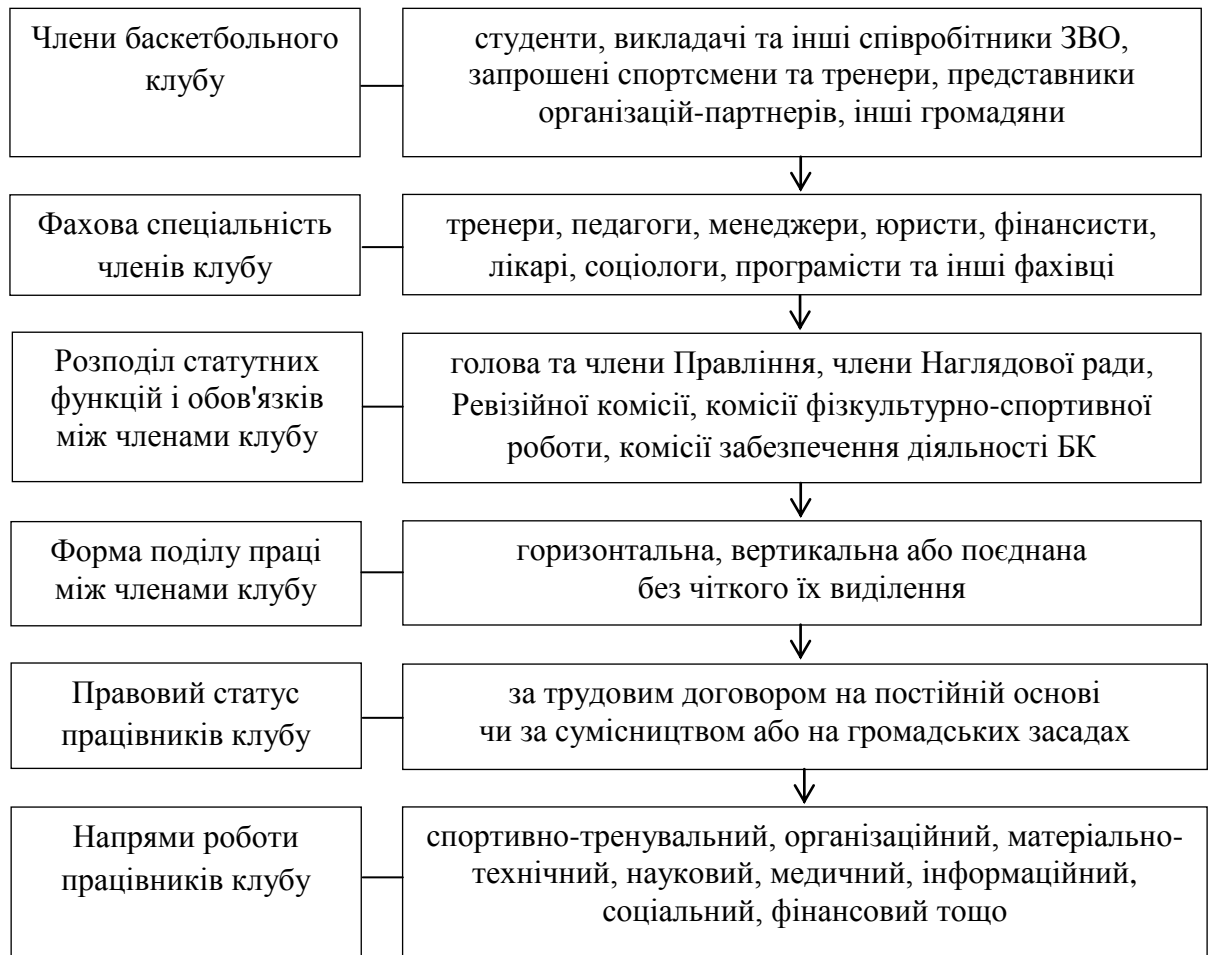 Члени баскетбольного
клубу
студенти, викладачі та інші співробітники ЗВО,
запрошені спортсмени та тренери, представники
організацій-партнерів, інші громадяни
Фахова спеціальність
членів клубу
тренери, педагоги, менеджери, юристи, фінансисти,
лікарі, соціологи, програмісти та інші фахівці
Розподіл статутних
функцій і обов'язків
між членами клубу
голова та члени Правління, члени Наглядової ради,
Ревізійної комісії, комісії фізкультурно-спортивної
роботи, комісії забезпечення діяльності БК
Форма поділу праці
між членами клубу
горизонтальна, вертикальна або поєднана
без чіткого їх виділення
Правовий статус
працівників клубу
за трудовим договором на постійній основі
чи за сумісництвом або на громадських засадах
Напрями роботи
працівників клубу
спортивно-тренувальний, організаційний, матеріально-
технічний, науковий, медичний, інформаційний,
соціальний, фінансовий тощо